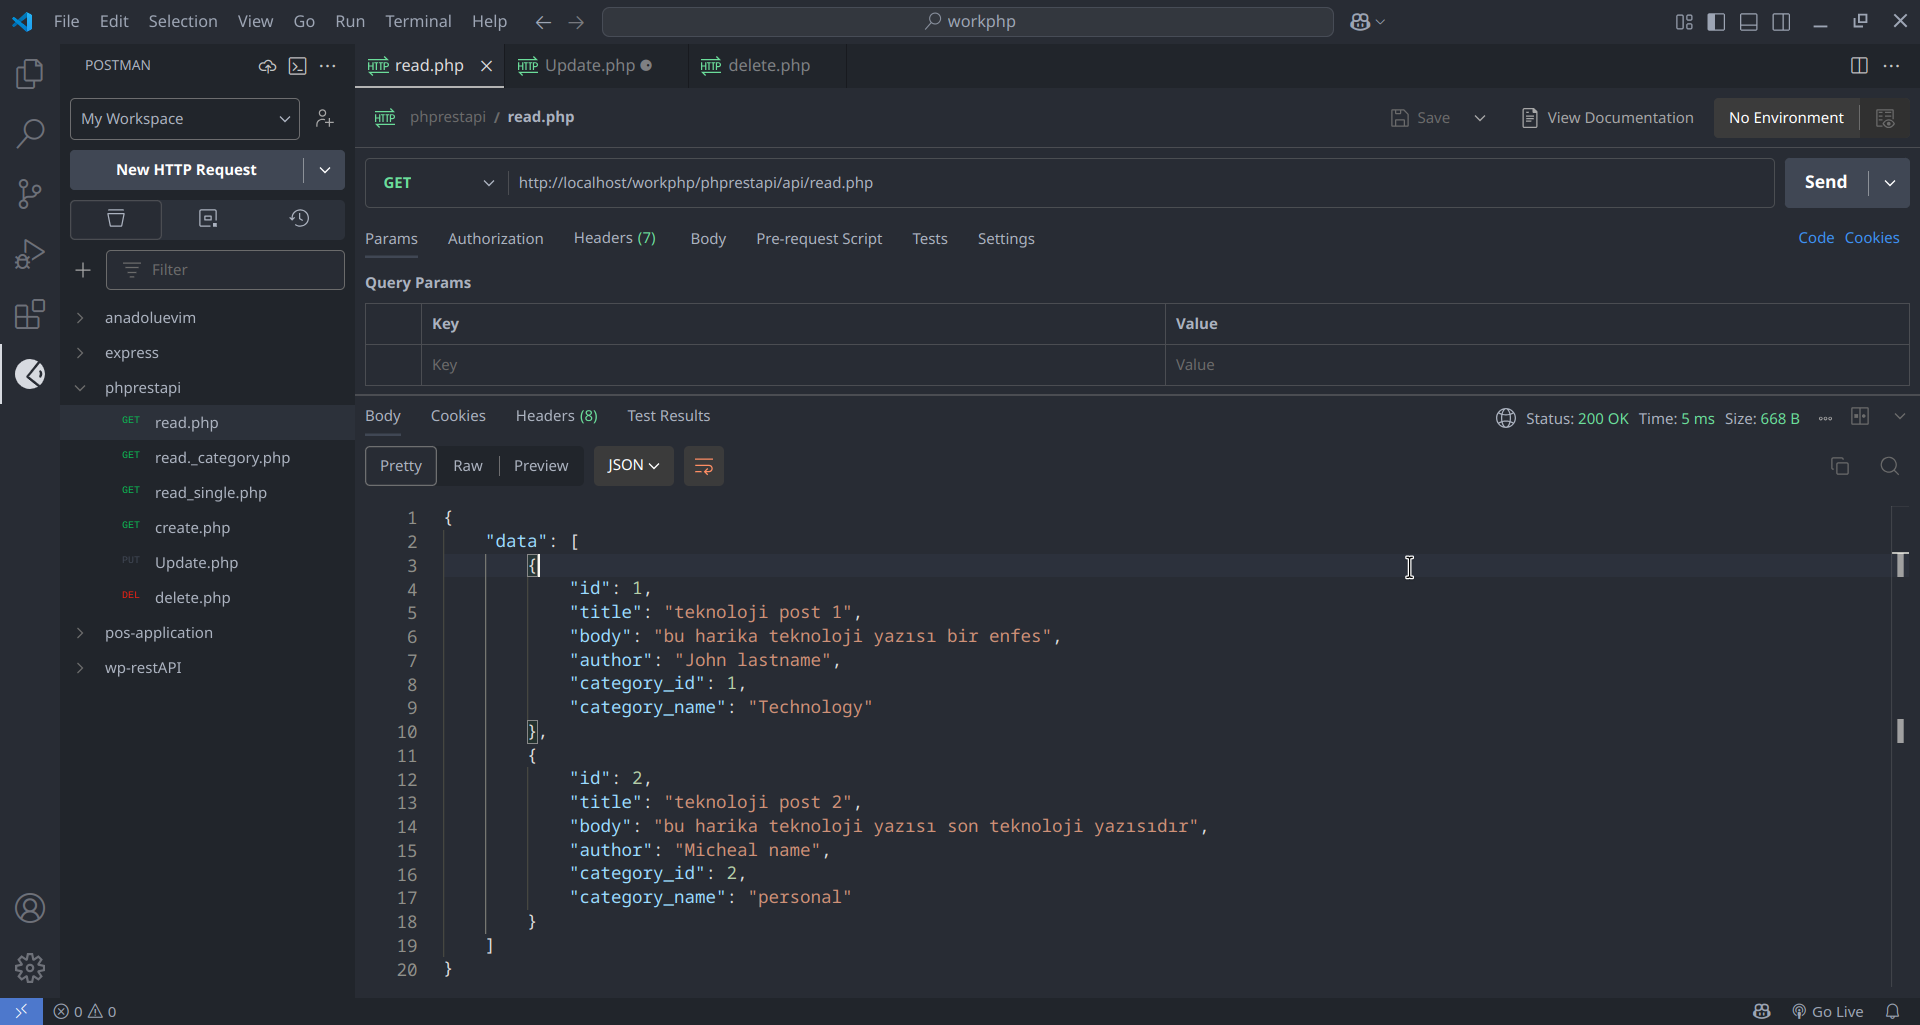 File Edit Selection View Go Run Terminal Help workphp
POSTMAN
read.php Update.php delete.php
My Workspace
phprestapi / read.php
Save View Documentation No Environment
New HTTP Request
GET http://localhost/workphp/phprestapi/api/read.php Send
Params Authorization Headers (7) Body Pre-request Script Tests Settings Code Cookies
Filter
Query Params
Key Value
Key Value
anadoluevim
express
phprestapi
GET read.php
GET read._category.php
GET read_single.php
GET create.php
PUT Update.php
DEL delete.php
pos-application
wp-restAPI
Body Cookies Headers (8) Test Results Status: 200 OK Time: 5 ms Size: 668 B
Pretty Raw Preview JSON
1 {
2 "data": [
3 {
4 "id": 1,
5 "title": "teknoloji post 1",
6 "body": "bu harika teknoloji yazısı bir enfes",
7 "author": "John lastname",
8 "category_id": 1,
9 "category_name": "Technology"
10 },
11 {
12 "id": 2,
13 "title": "teknoloji post 2",
14 "body": "bu harika teknoloji yazısı son teknoloji yazısıdır",
15 "author": "Micheal name",
16 "category_id": 2,
17 "category_name": "personal"
18 }
19 ]
20 }
0 0 Go Live